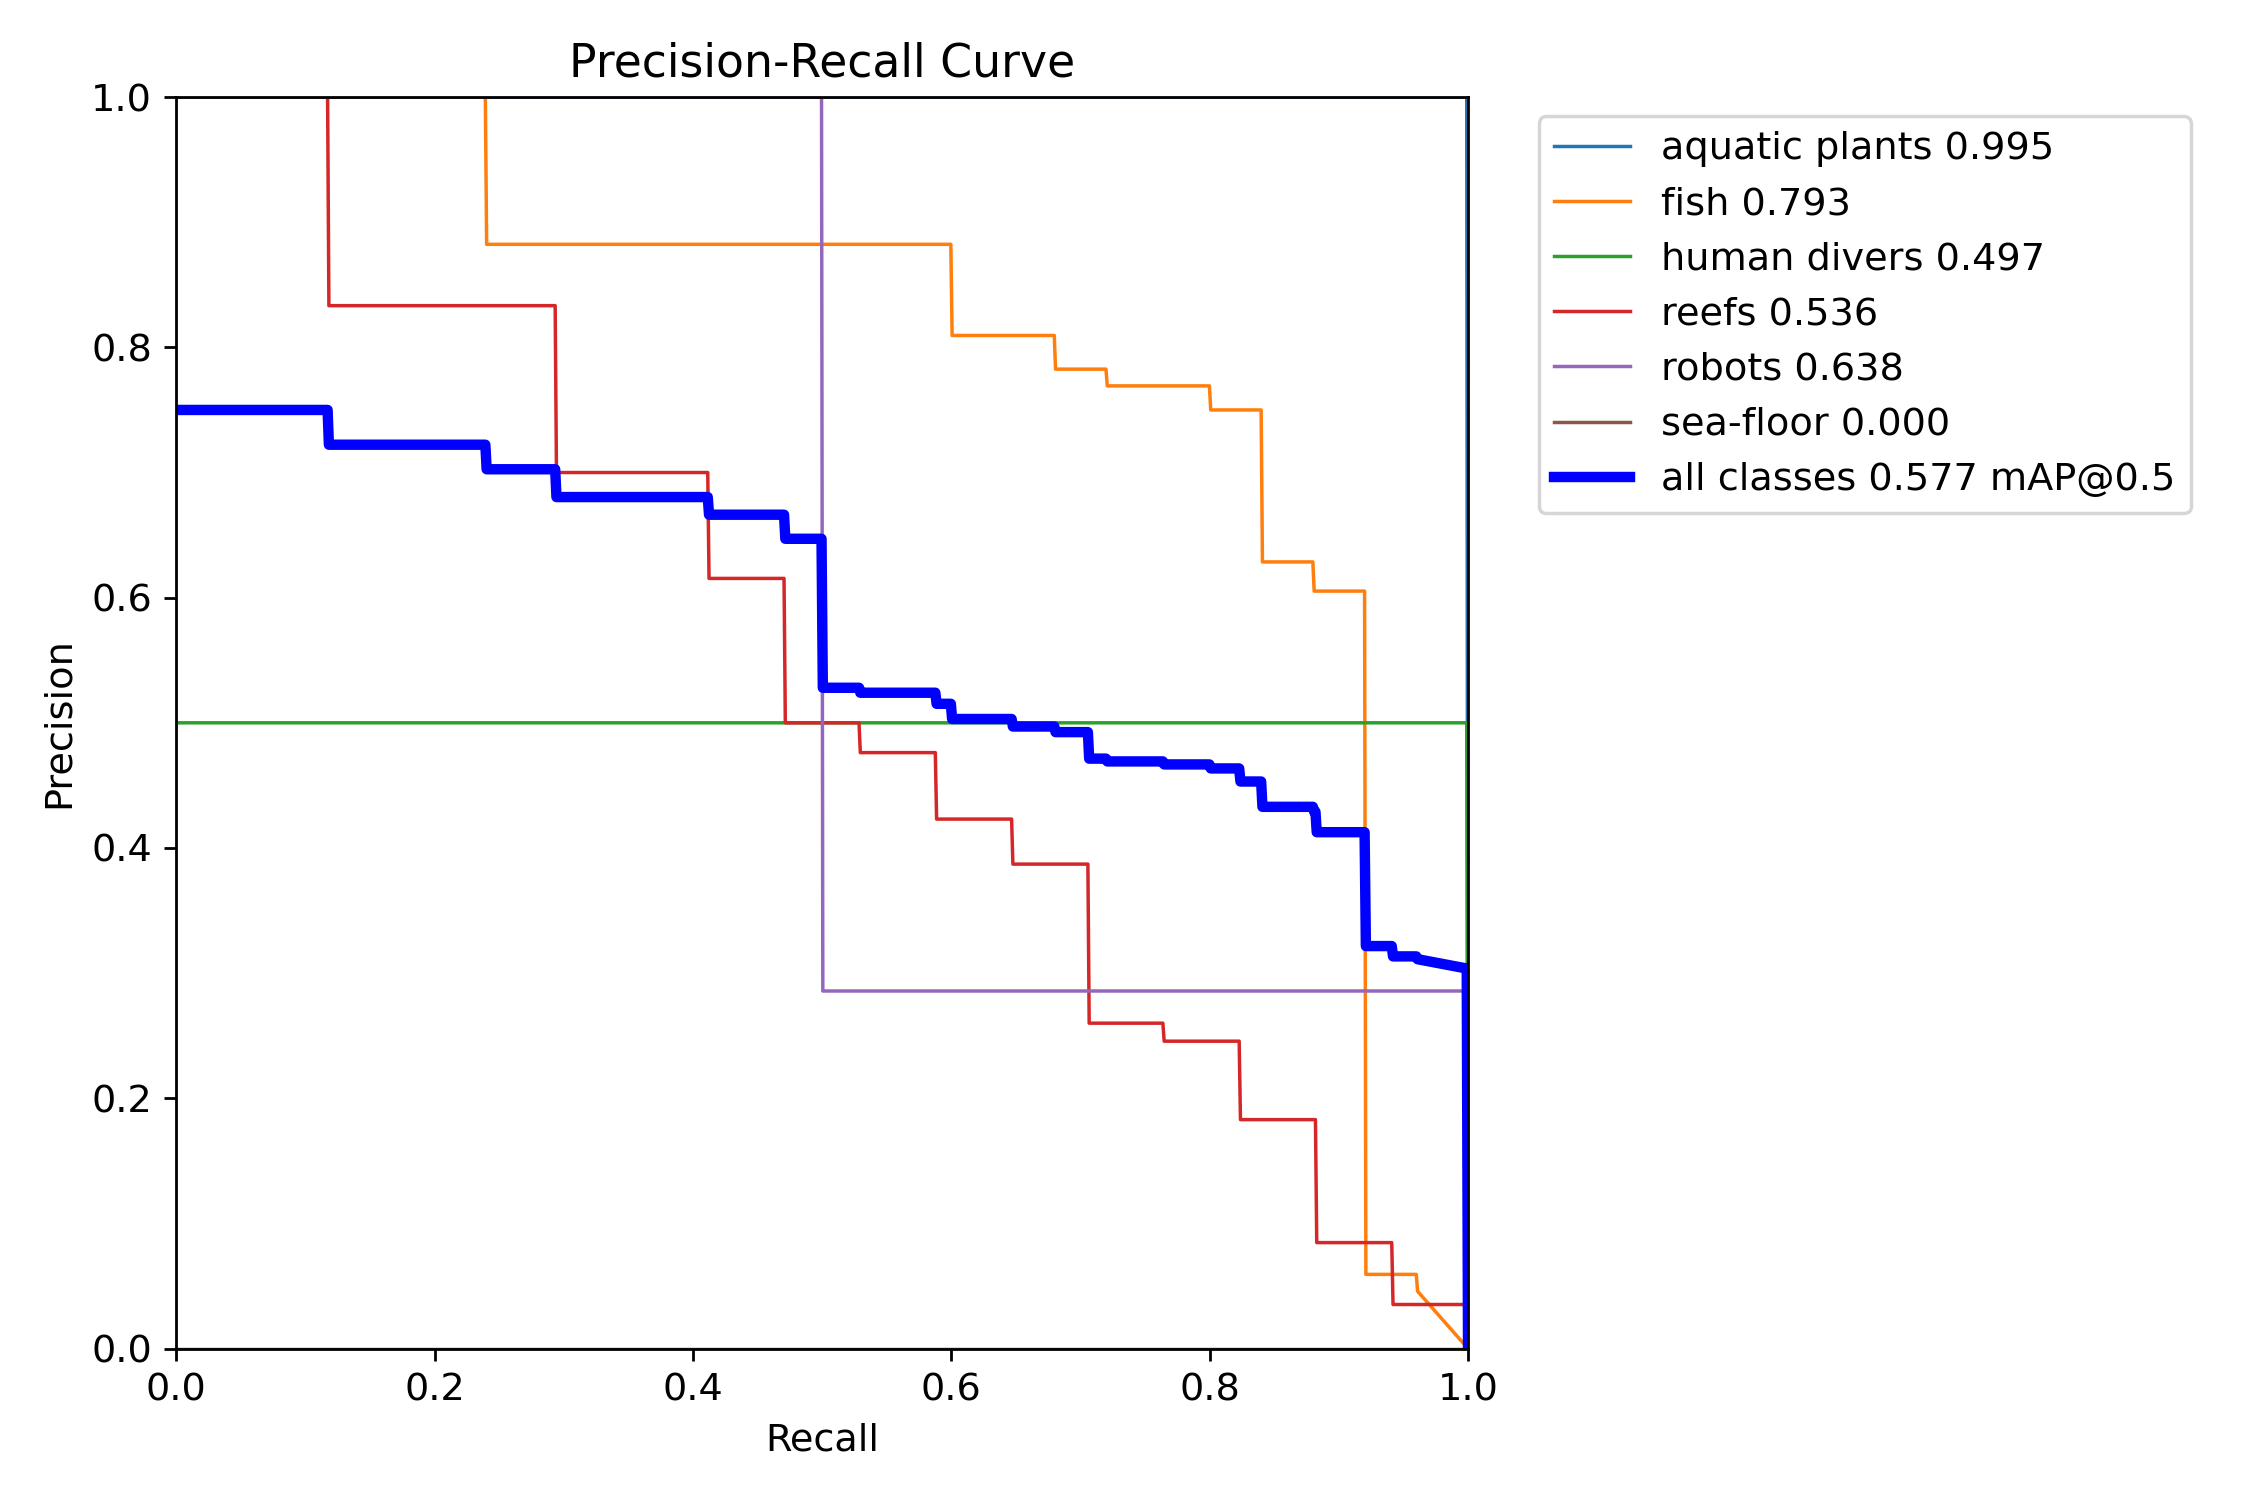 Precision-Recall Curve
1.0
0.8
0.6
0.4
0.2
0.0
Precision
0.0 0.2 0.4 0.6 0.8 1.0
Recall
aquatic plants 0.995
fish 0.793
human divers 0.497
reefs 0.536
robots 0.638
sea-floor 0.000
all classes 0.577 mAP@0.5